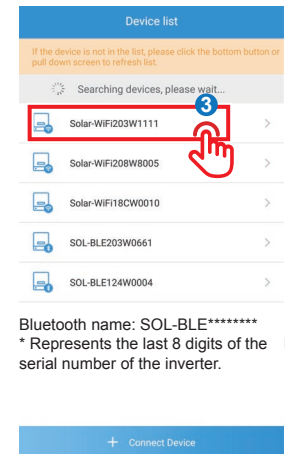 Device list
If the device is not in the list, please click the bottom button or
pull down screen to refresh list.
Searching devices, please wait...
3
Solar-WiFi203W1111
Solar-WiFi208W8005
Solar-WiFi18CW0010
SOL-BLE203W0661
SOL-BLE124W0004
Bluetooth name: SOL-BLE********
* Represents the last 8 digits of the
serial number of the inverter.
+ Connect Device